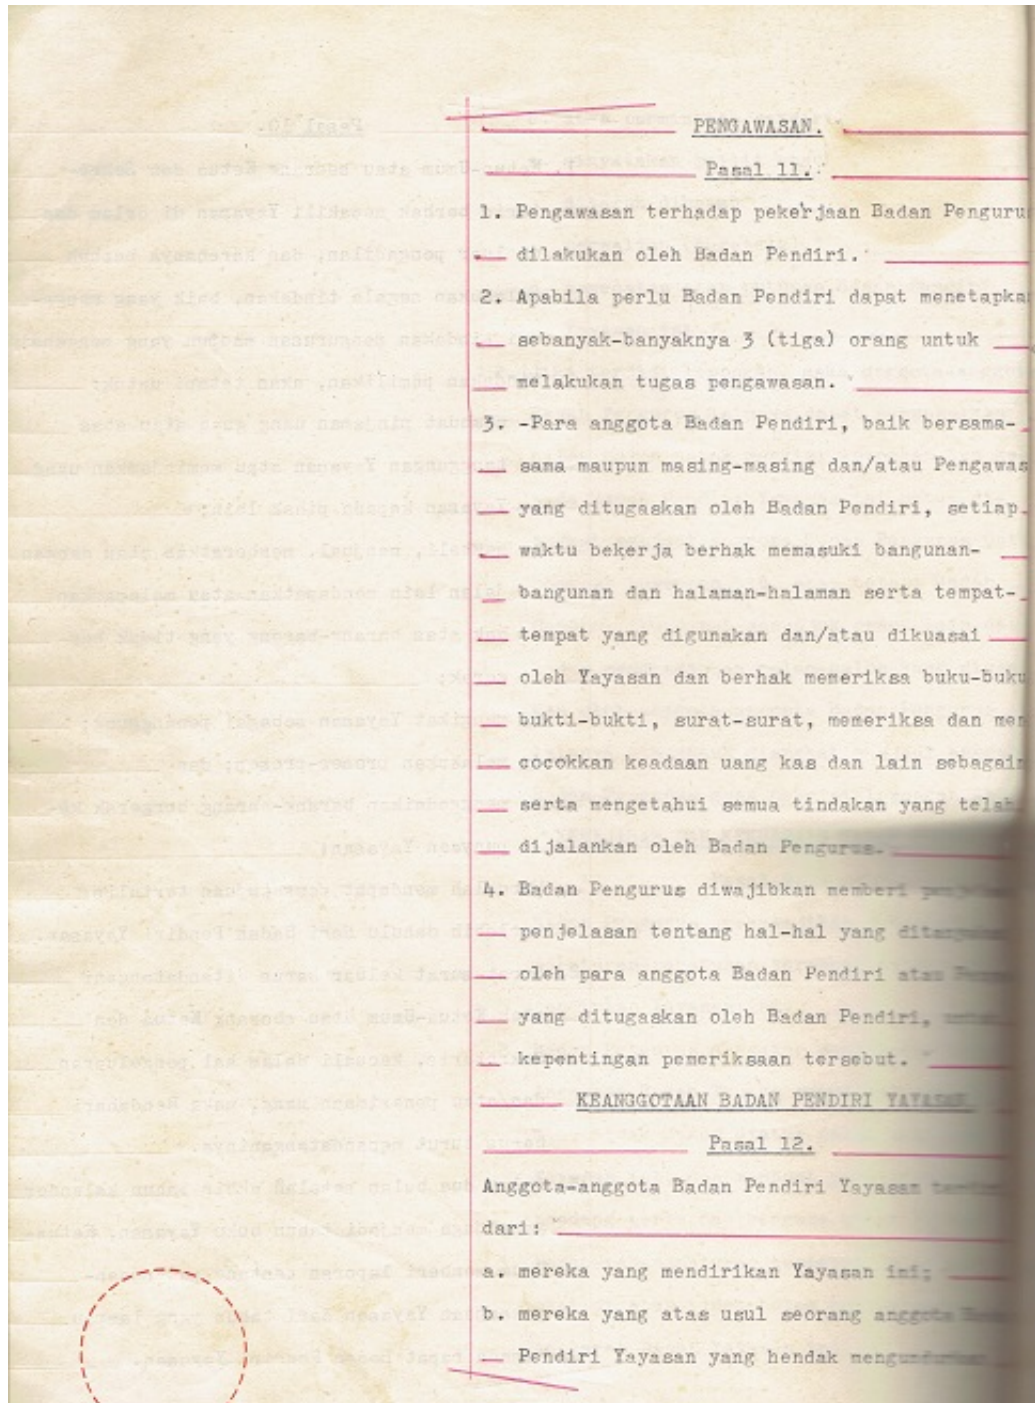 PENGAWASAN.
Pasal 11.
1. Pengawasan terhadap pekerjaan Badan Pengurus
dilakukan oleh Badan Pendiri.
2. Apabila perlu Badan Pendiri dapat menetapka
sebanyak-banyaknya 3 (tiga) orang untuk
melakukan tugas pengawasan.
3. -Para anggota Badan Pendiri, baik bersama-
sama maupun masing-masing dan/atau Pengawas
yang ditugaskan oleh Badan Pendiri, setiap
waktu bekerja berhak memasuki bangunan-
bangunan dan halaman-halaman serta tempat-
tempat yang digunakan dan/atau dikuasai
oleh Yayasan dan berhak memeriksa buku-buku
bukti-bukti, surat-surat, memeriksa dan men
cocokkan keadaan uang kas dan lain sebagain
serta mengetahui semua tindakan yang telah
dijalankan oleh Badan Pengurus.
4. Badan Pengurus diwajibkan memberi
penjelasan tentang hal-hal yang
oleh para anggota Badan Pendiri atau
yang ditugaskan oleh Badan Pendiri,
kepentingan pemeriksaan tersebut.
KEANGGOTAAN BADAN PENDIRI YAYASAN
Pasal 12.
Anggota-anggota Badan Pendiri Yayasan
dari:
a. mereka yang mendirikan Yayasan ini;
b. mereka yang atas usul seorang anggota
Pendiri Yayasan yang hendak